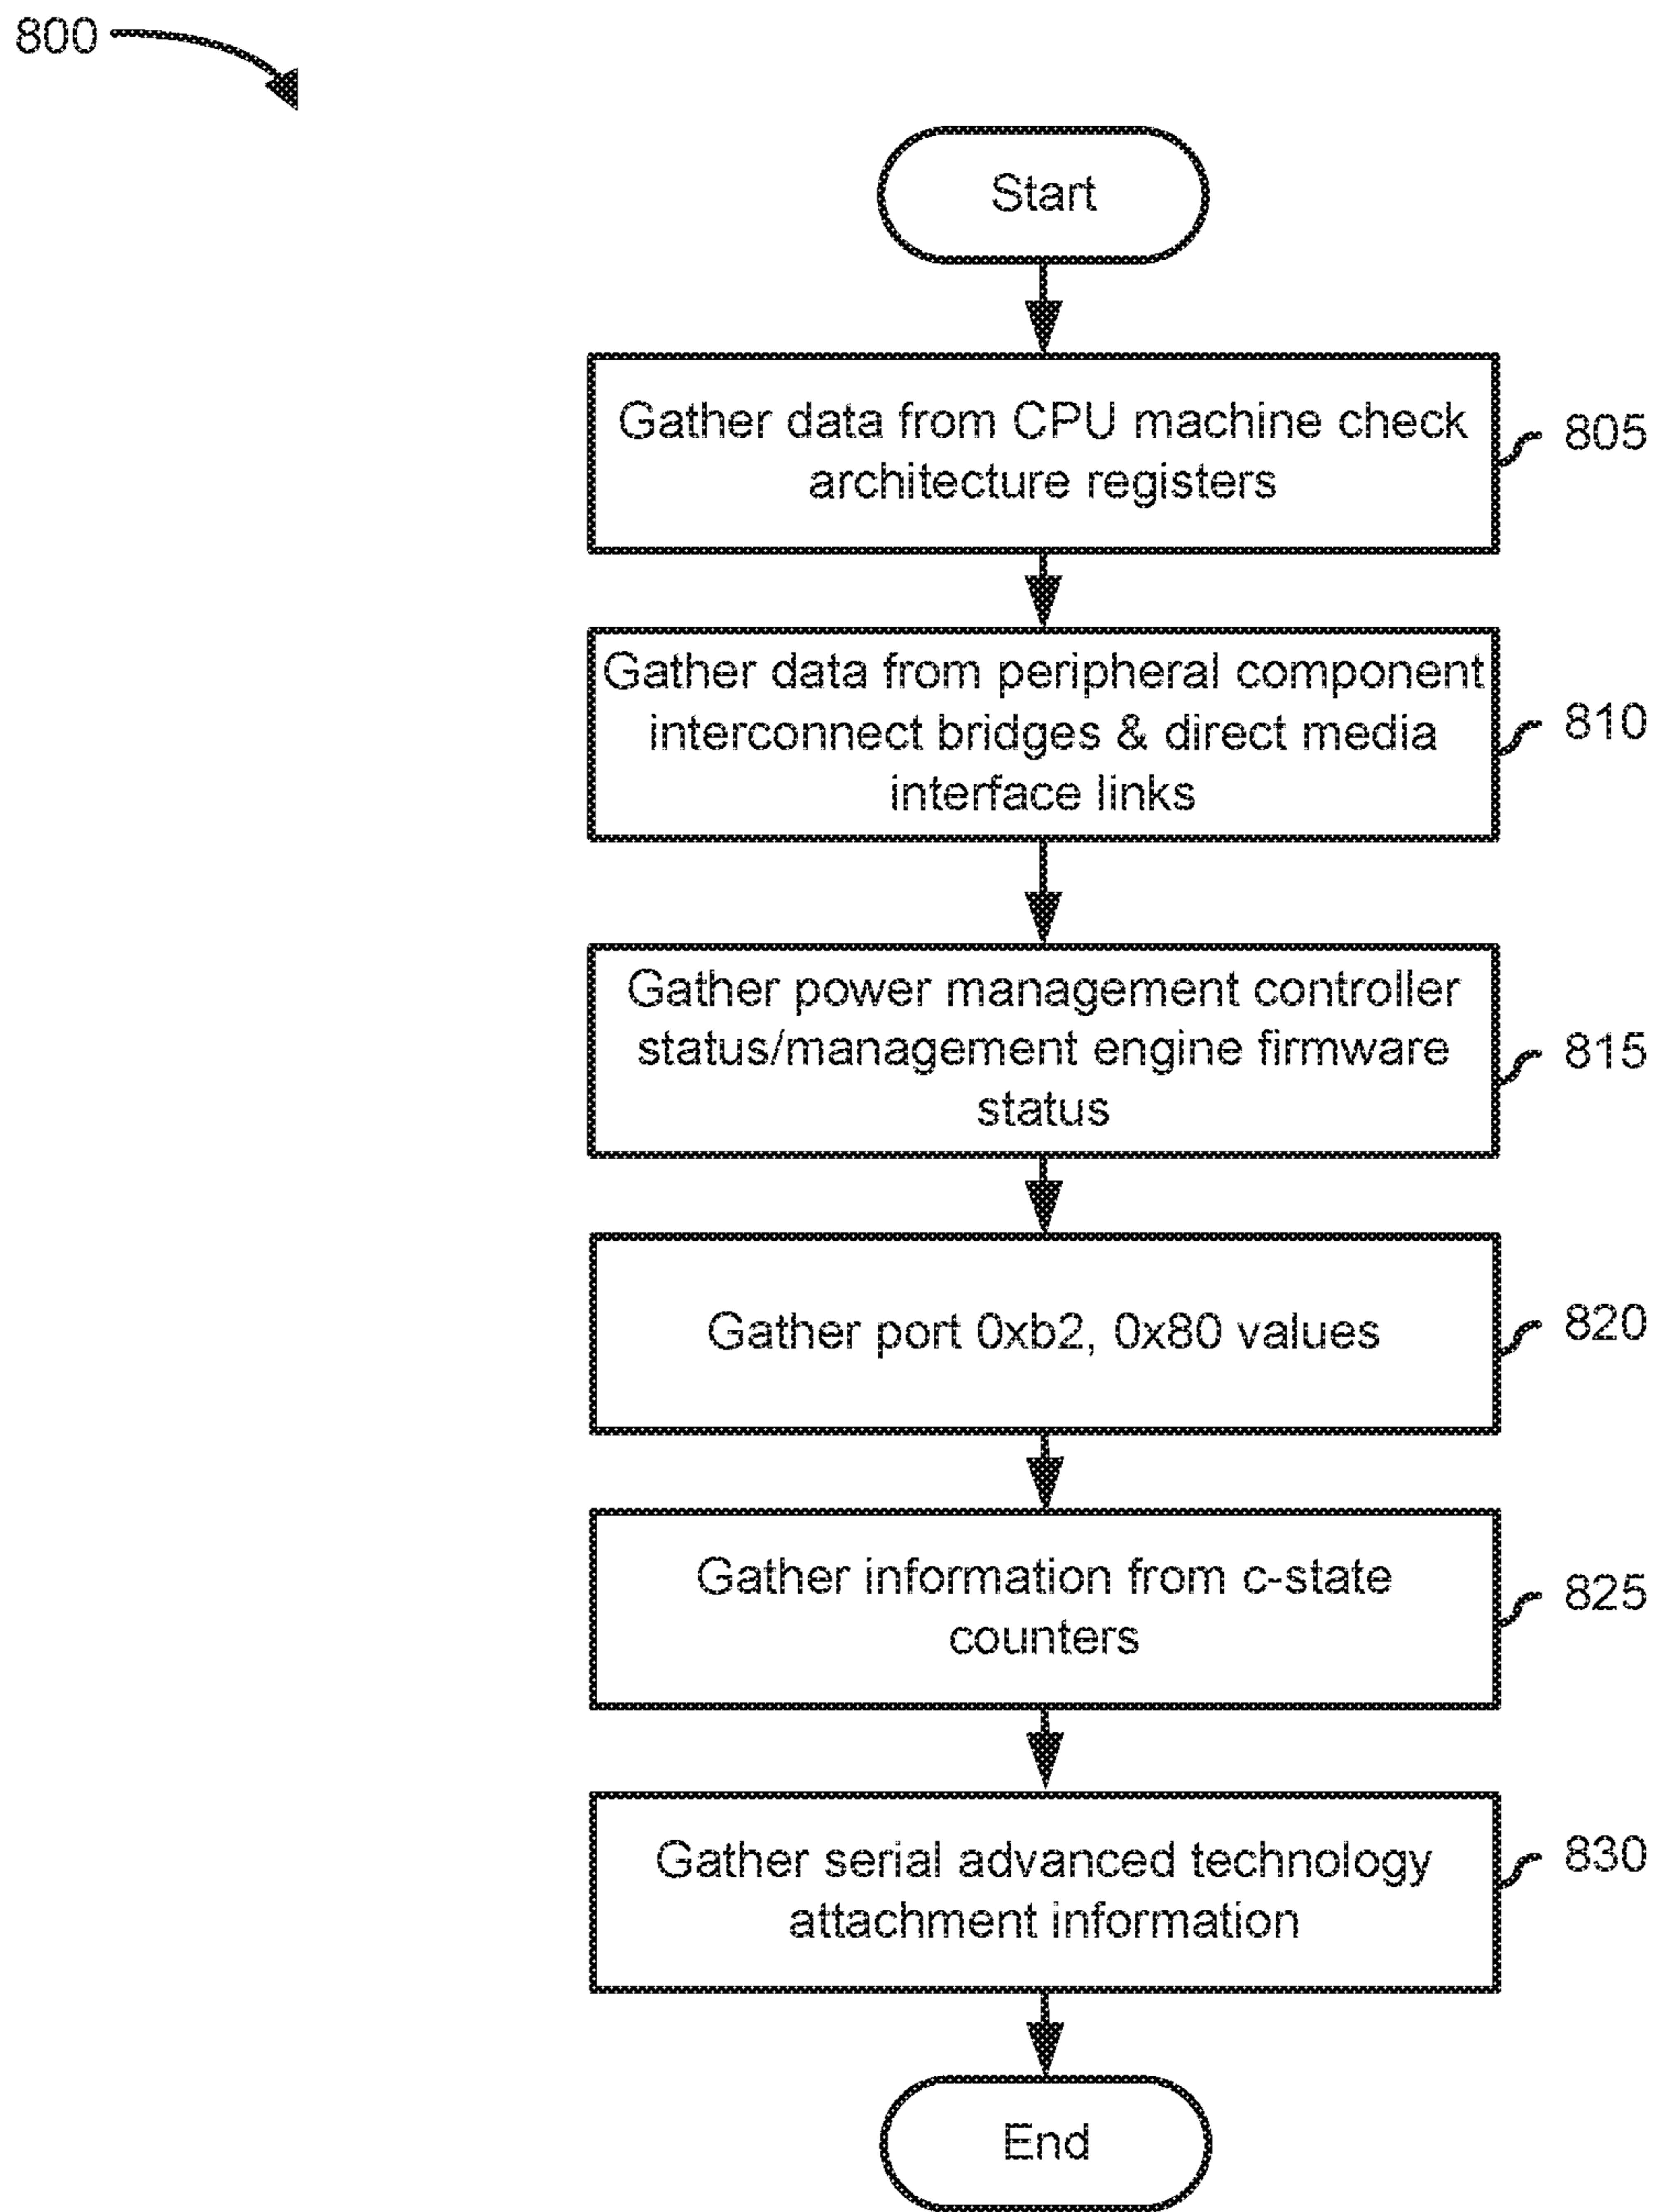 800
Start
Gather data from CPU machine check
architecture registers
805
Gather data from peripheral component
interconnect bridges & direct media
interface links
810
Gather power management controller
status/management engine firmware
status
815
Gather port 0xb2, 0x80 values
820
Gather information from c-state
counters
825
Gather serial advanced technology
attachment information
830
End